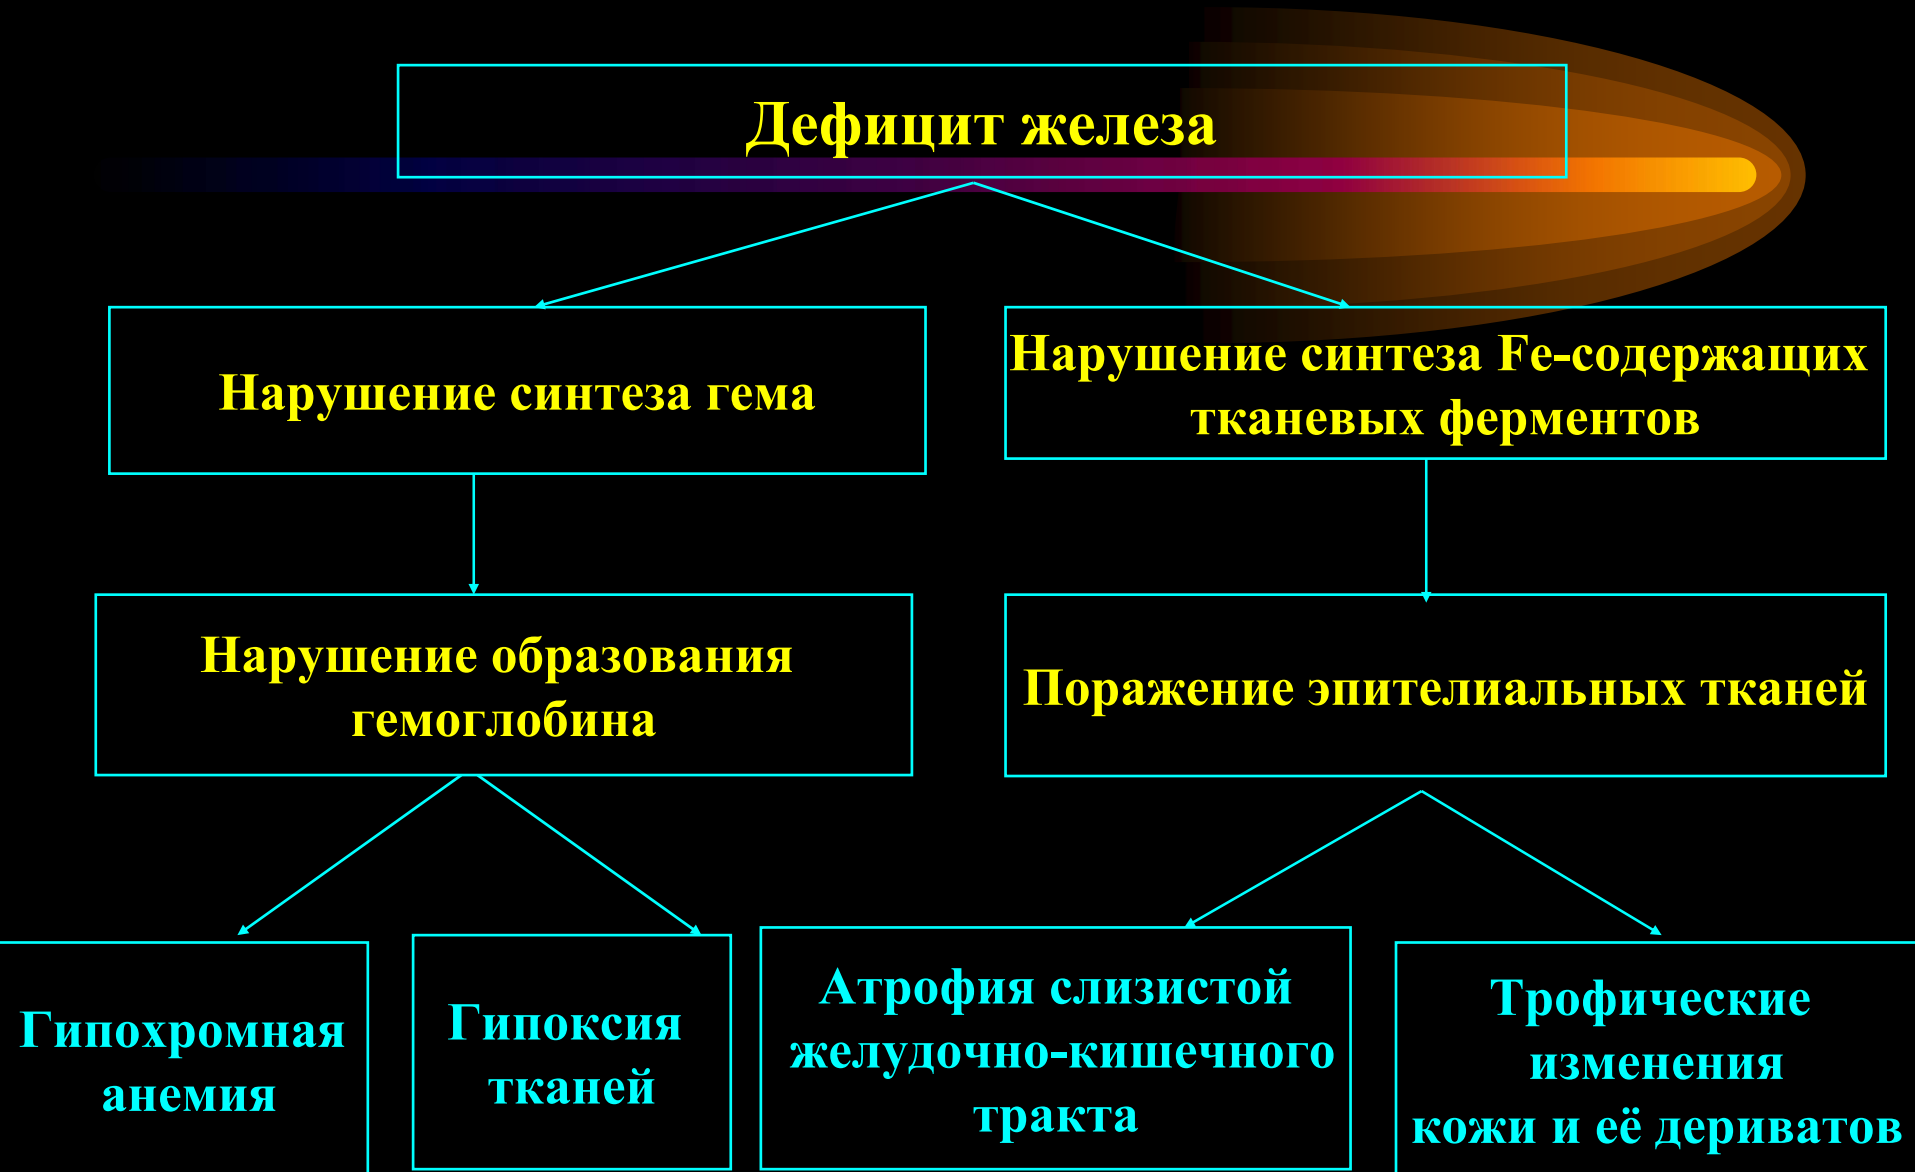 Дефицит железа
Нарушение синтеза гема
Нарушение синтеза Fe-содержащих
тканевых ферментов
Нарушение образования
гемоглобина
Поражение эпителиальных тканей
Гипохромная
анемия
Гипоксия
тканей
Атрофия слизистой
желудочно-кишечного
тракта
Трофические
изменения
кожи и её дериватов